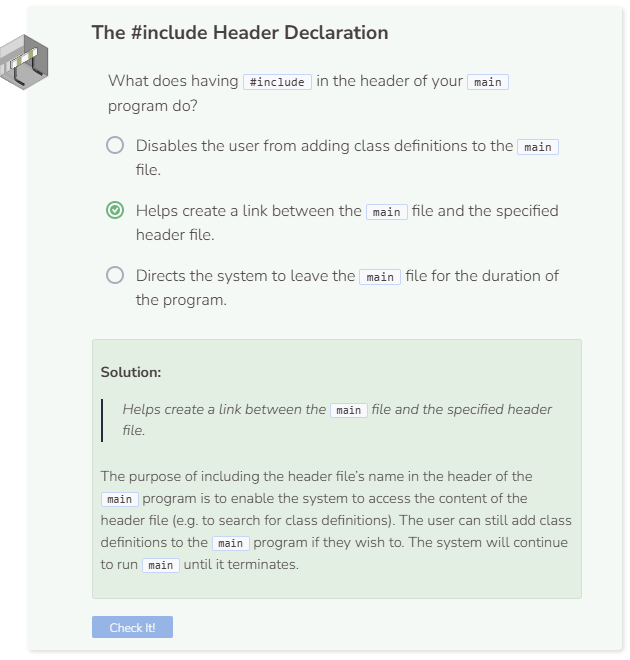 The #include Header Declaration
What does having #include in the header of your main
program do?
Disables the user from adding class definitions to the main
file.
Helps create a link between the main file and the specified
header file.
Directs the system to leave the main file for the duration of
the program.
Solution:
Helps create a link between the main file and the specified header
file.
The purpose of including the header file's name in the header of the
main program is to enable the system to access the content of the
header file (e.g. to search for class definitions). The user can still add class
definitions to the main program if they wish to. The system will continue
to run main until it terminates.
Check It!